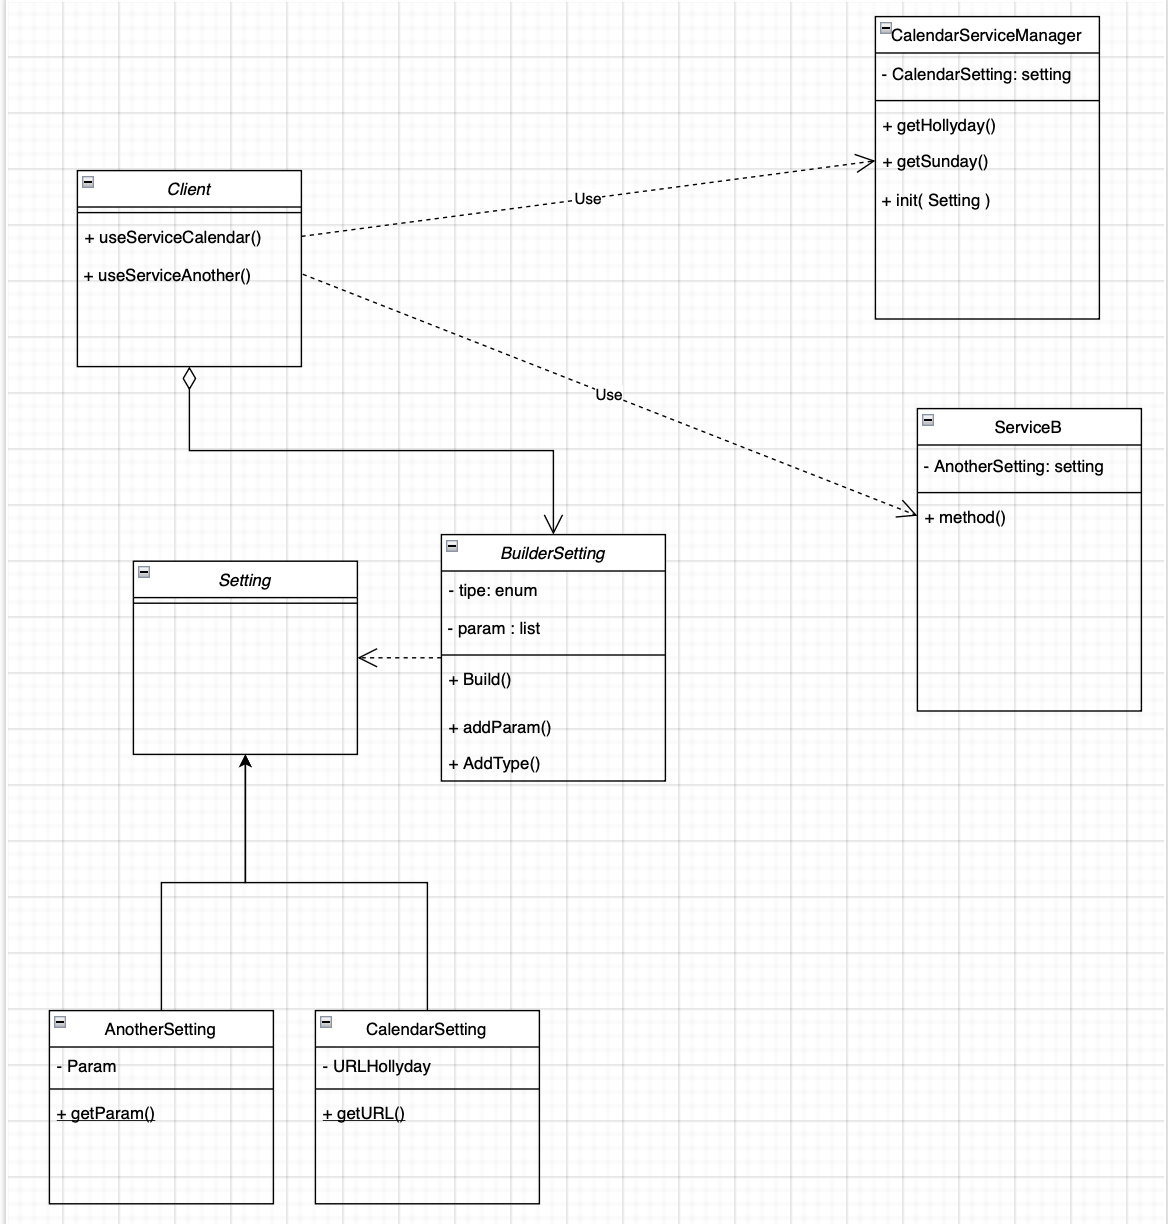 CalendarServiceManager
- CalendarSetting: setting
+ getHollyday()
+ getSunday()
+ init( Setting )
Client
+ useServiceCalendar()
+ useServiceAnother()
Use
Use
ServiceB
- AnotherSetting: setting
+ method()
BuilderSetting
- tipe: enum
- param : list
+ Build()
+ addParam()
+ AddType()
Setting
AnotherSetting
- Param
+ getParam()
CalendarSetting
- URLHollyday
+ getURL()